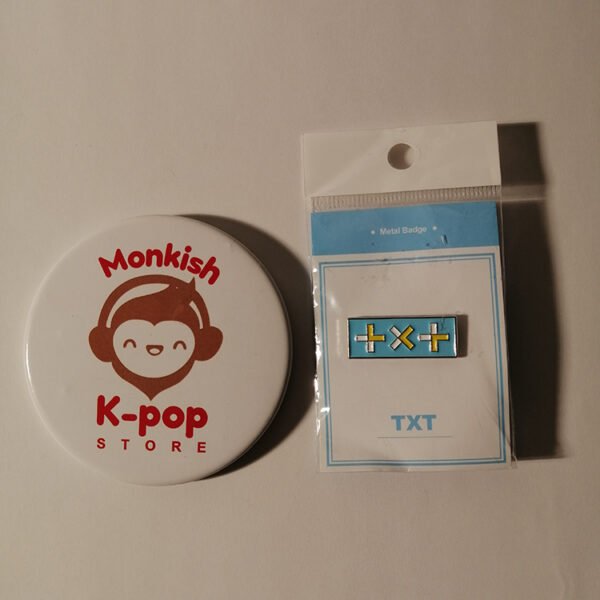 Monkish
K-pop
STORE
• Metal Badge •
+x+
TXT